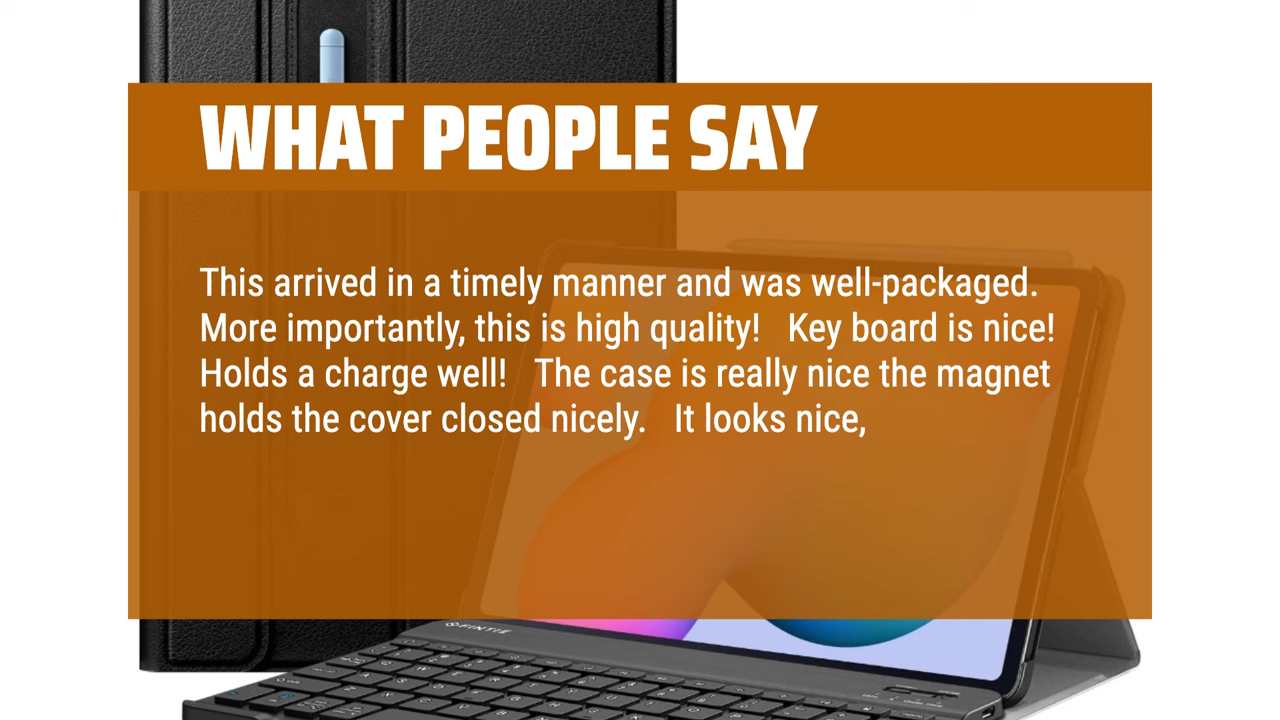 WHAT PEOPLE SAY
This arrived in a timely manner and was well-packaged.
More importantly, this is high quality!   Key board is nice!
Holds a charge well!   The case is really nice the magnet
holds the cover closed nicely.   It looks nice,
FINTIE